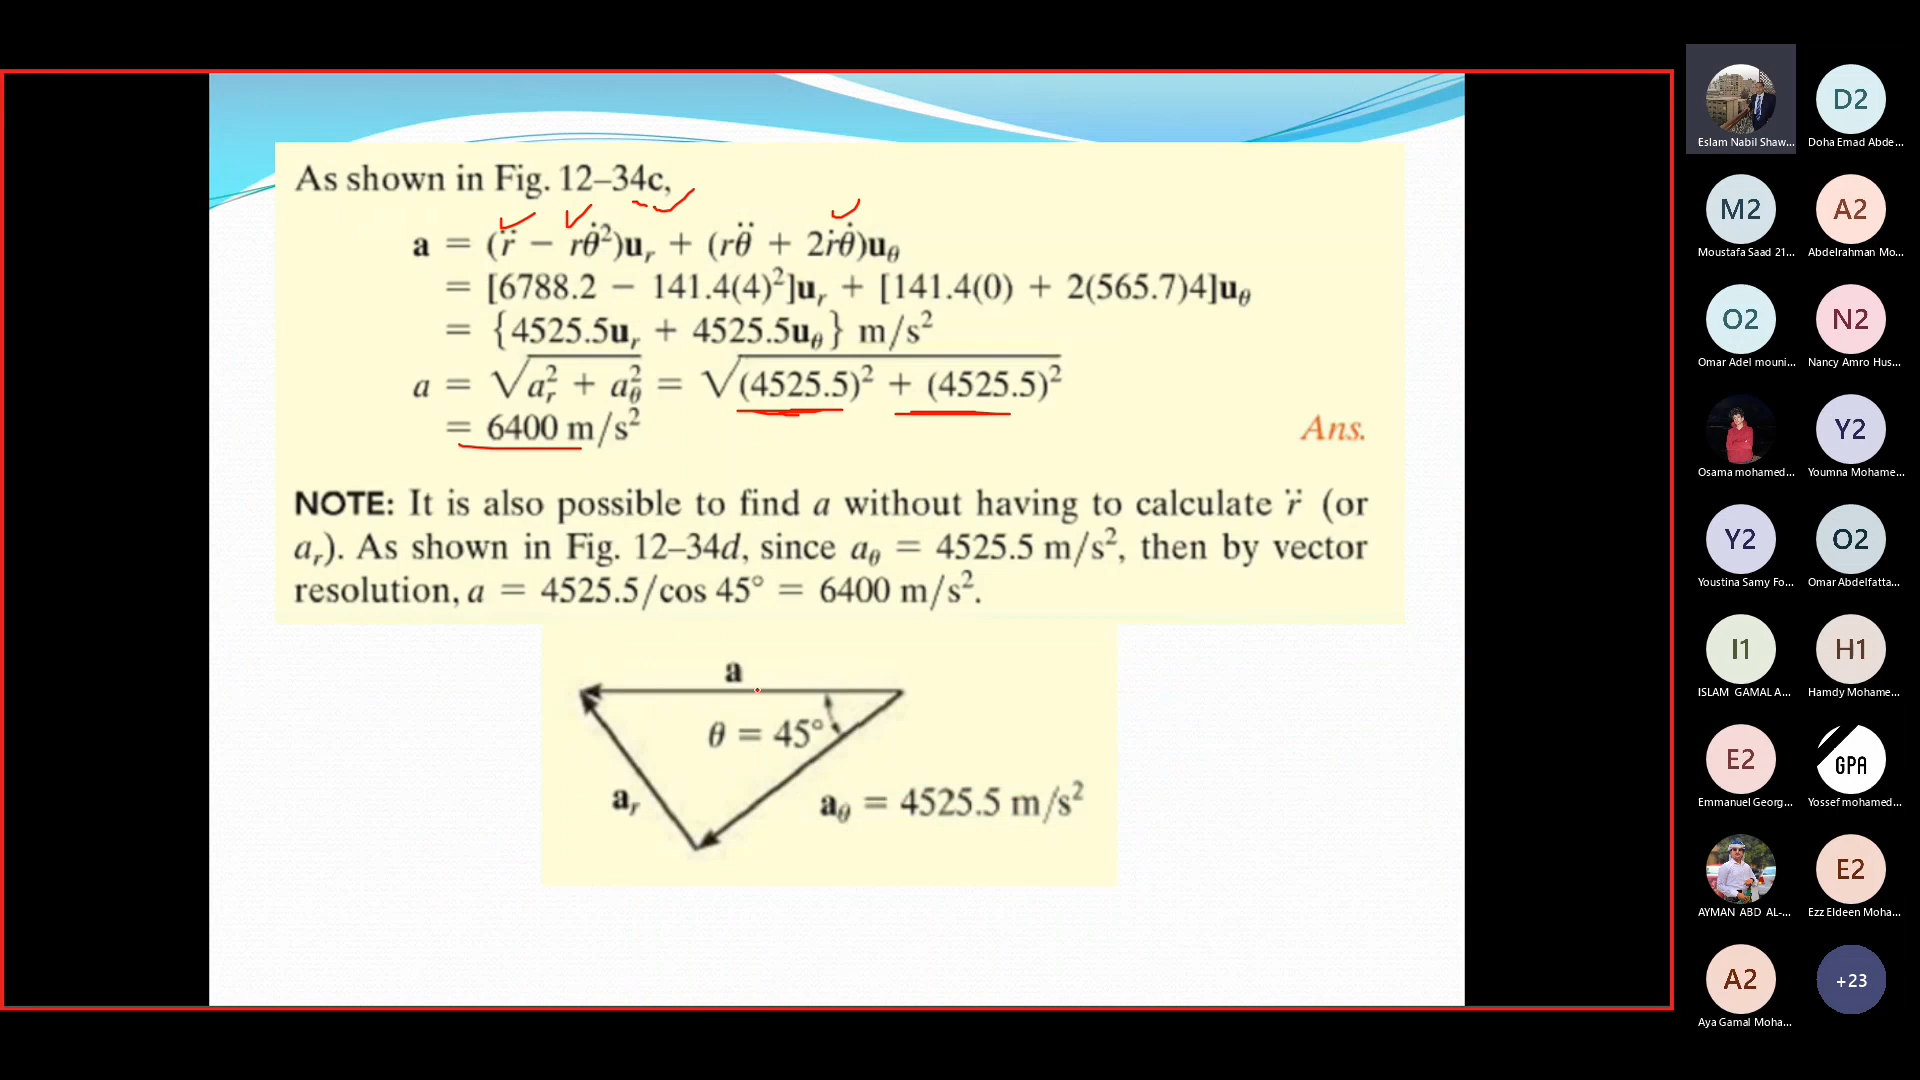 As shown in Fig. 12–34c,
a = (r̈ − rθ̇²)uᵣ + (rθ̈ + 2ṙθ̇)u_θ
= [6788.2 − 141.4(4)²]uᵣ + [141.4(0) + 2(565.7)4]u_θ
= {4525.5uᵣ + 4525.5u_θ} m/s²
a = √(aᵣ² + a_θ²) = √((4525.5)² + (4525.5)²)
= 6400 m/s²
Ans.
NOTE: It is also possible to find a without having to calculate r̈ (or
aᵣ). As shown in Fig. 12–34d, since a_θ = 4525.5 m/s², then by vector
resolution, a = 4525.5/cos 45° = 6400 m/s².
a
θ = 45°
aᵣ
a_θ = 4525.5 m/s²
Eslam Nabil Shaw...
D2
Doha Emad Abde...
M2
Moustafa Saad 21...
A2
Abdelrahman Mo...
O2
Omar Adel mouni...
N2
Nancy Amro Hus...
Osama mohamed...
Y2
Youmna Mohame...
Y2
Youstina Samy Fo...
O2
Omar Abdelfatta...
I1
ISLAM GAMAL A...
H1
Hamdy Mohame...
E2
Emmanuel Georg...
GPA
Yossef mohamed...
AYMAN ABD AL-...
E2
Ezz Eldeen Moha...
A2
Aya Gamal Moha...
+23